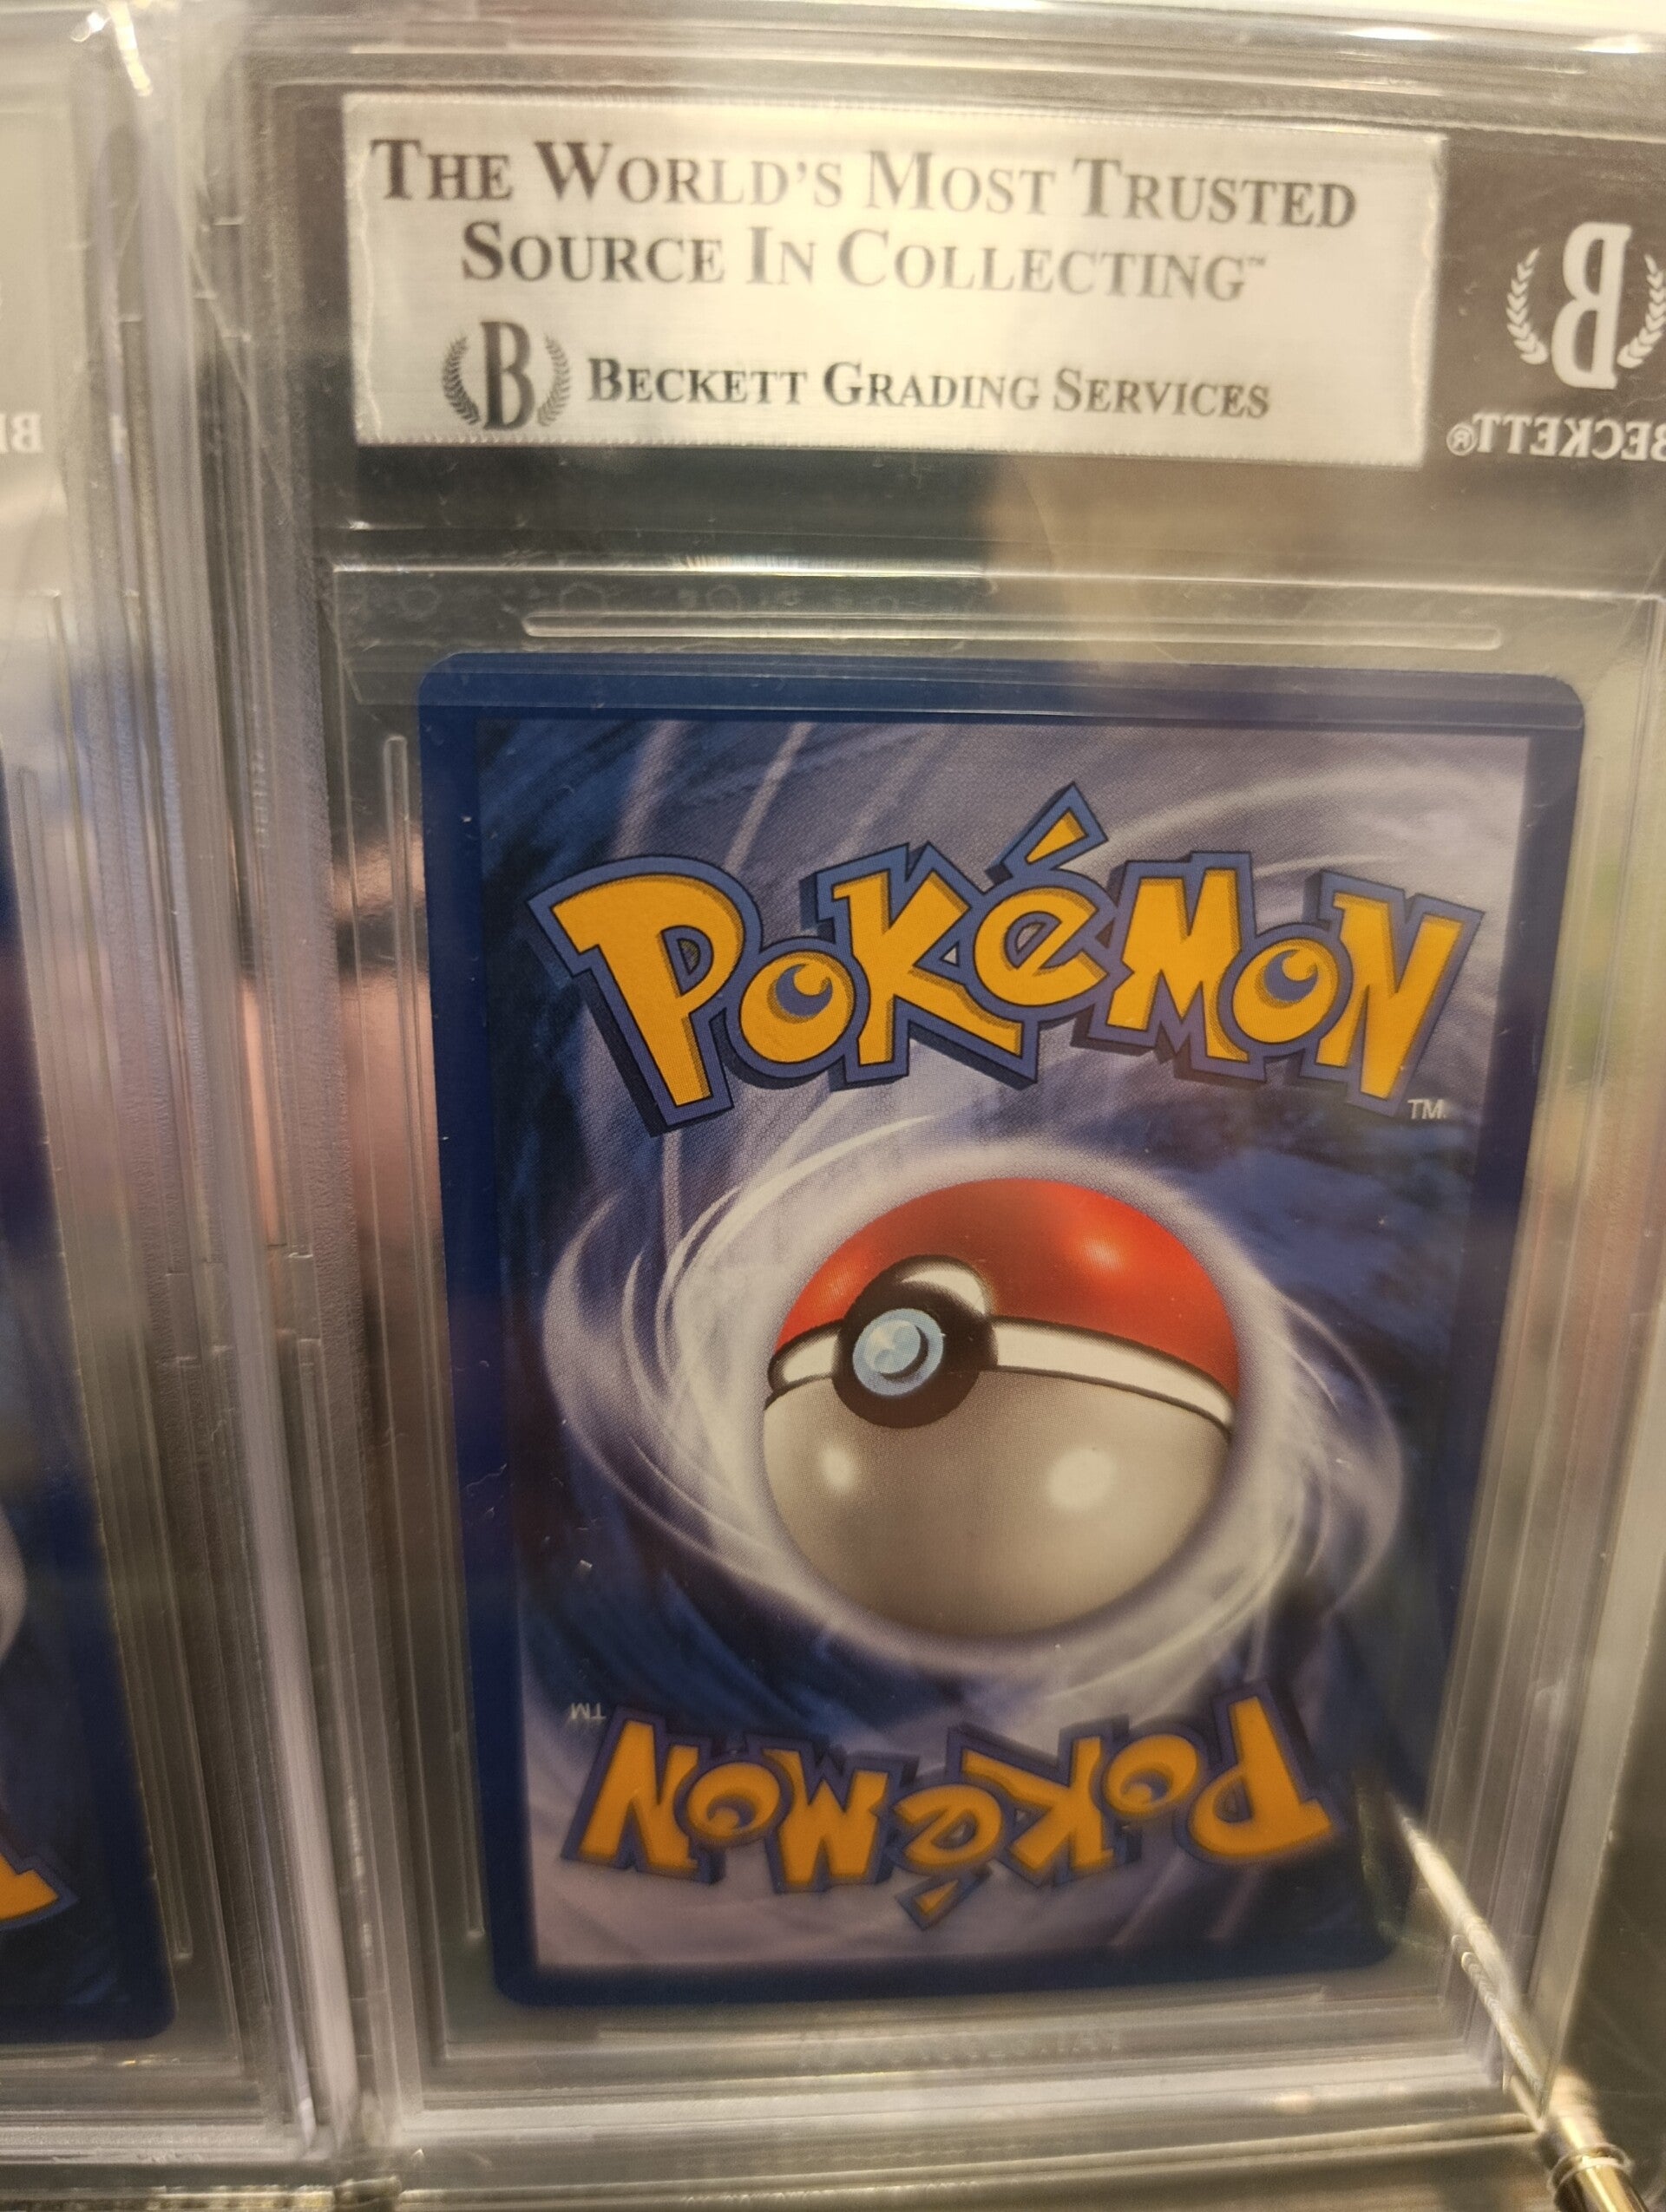 THE WORLD'S MOST TRUSTED
SOURCE IN COLLECTING™
B BECKETT GRADING SERVICES
B
BECKETT®
POKéMON
TM
TM
POKéMON